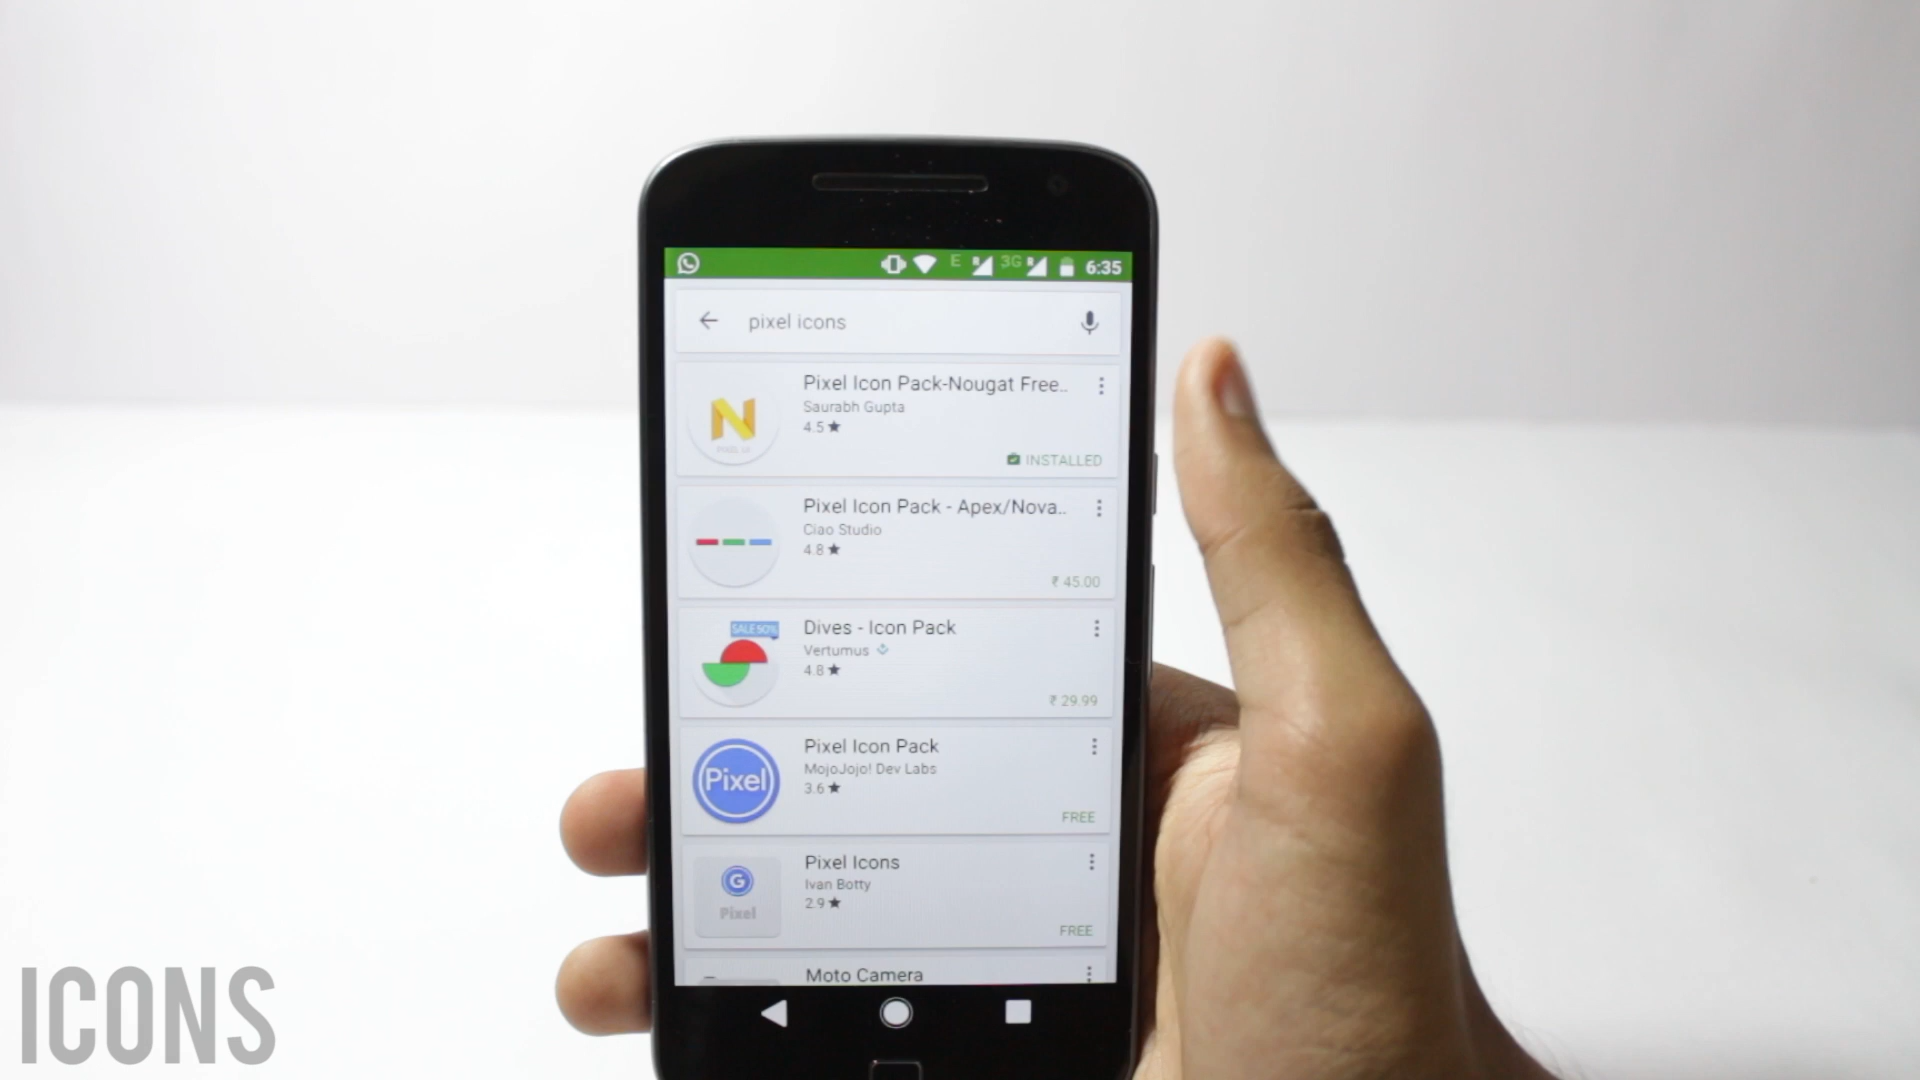 E 3G 6:35
pixel icons
Pixel Icon Pack-Nougat Free..
Saurabh Gupta
4.5★
INSTALLED
Pixel Icon Pack - Apex/Nova..
Ciao Studio
4.8★
₹ 45.00
SALE 50%
Dives - Icon Pack
Vertumus
4.8★
₹ 29.99
Pixel
Pixel Icon Pack
MojoJojo! Dev Labs
3.6★
FREE
G
Pixel
Pixel Icons
Ivan Botty
2.9★
FREE
Moto Camera
ICONS